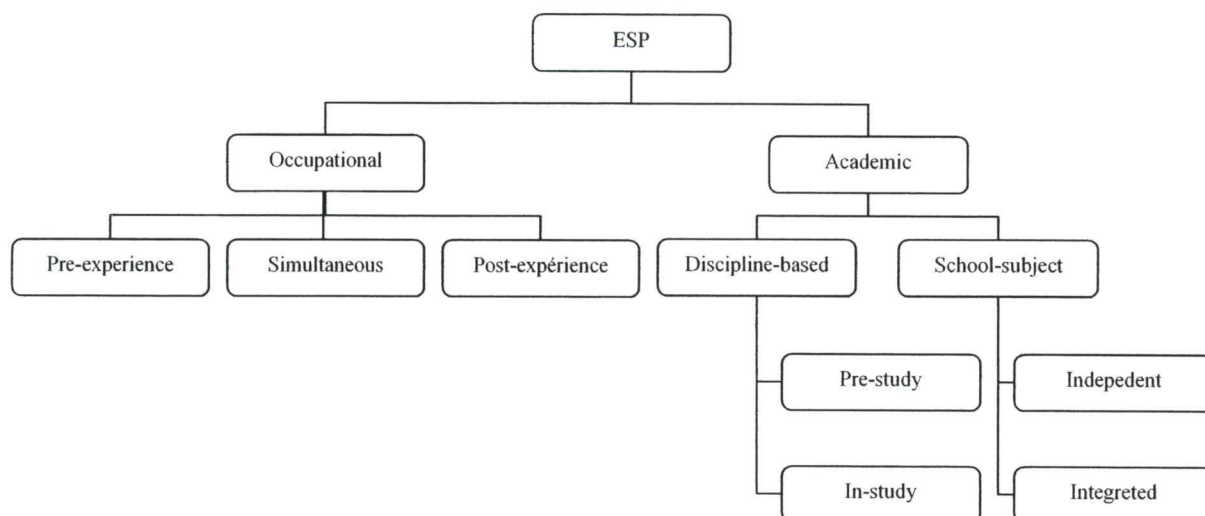 ESP
Occupational
Academic
Pre-experience
Simultaneous
Post-expérience
Discipline-based
School-subject
Pre-study
Indepedent
In-study
Integreted